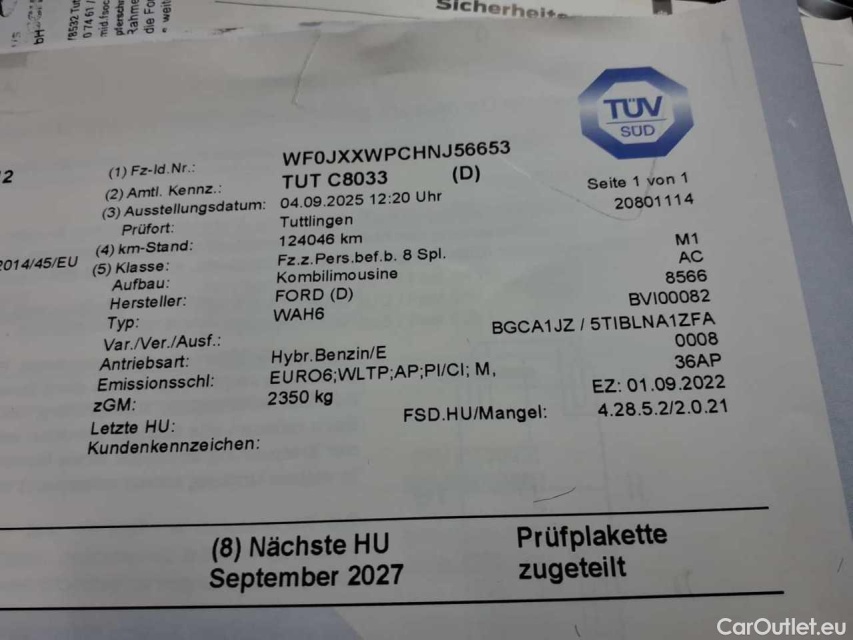 Sicherheits
2
TÜV
SÜD
(1) Fz-Id.Nr.: WF0JXXWPCHNJ56653
(2) Amtl. Kennz.: TUT C8033 (D) Seite 1 von 1
(3) Ausstellungsdatum: 04.09.2025 12:20 Uhr 20801114
Prüfort: Tuttlingen
(4) km-Stand: 124046 km
2014/45/EU (5) Klasse: Fz.z.Pers.bef.b. 8 Spl. M1
Aufbau: Kombilimousine AC
Hersteller: FORD (D) 8566
Typ: WAH6 BVI00082
Var./Ver./Ausf.: BGCA1JZ / 5TIBLNA1ZFA
Antriebsart: Hybr.Benzin/E 0008
Emissionsschl: EURO6;WLTP;AP;PI/CI; M, 36AP
zGM: 2350 kg EZ: 01.09.2022
Letzte HU: FSD.HU/Mangel: 4.28.5.2/2.0.21
Kundenkennzeichen:
(8) Nächste HU Prüfplakette
September 2027 zugeteilt
CarOutlet.eu